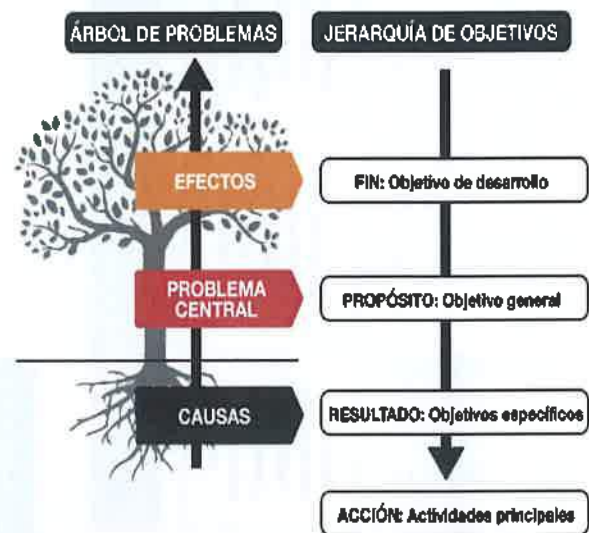 ÁRBOL DE PROBLEMAS
JERARQUÍA DE OBJETIVOS
EFECTOS
FIN: Objetivo de desarrollo
PROBLEMA
CENTRAL
PROPÓSITO: Objetivo general
CAUSAS
RESULTADO: Objetivos específicos
ACCIÓN: Actividades principales